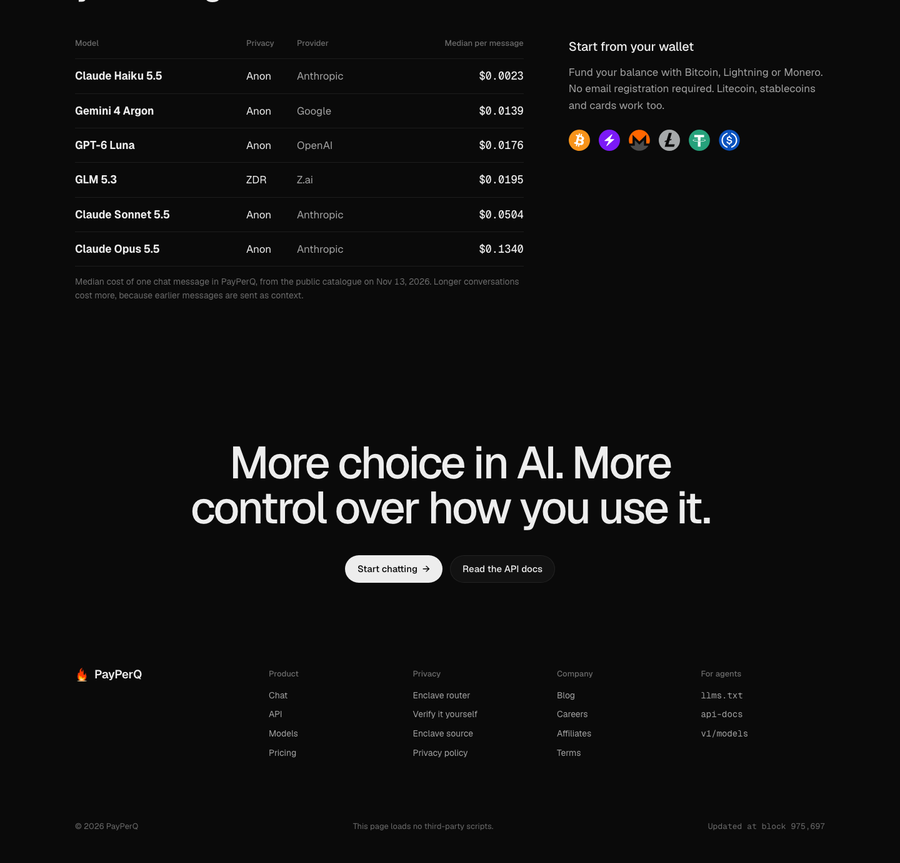 Model Privacy Provider Median per message
Claude Haiku 5.5 Anon Anthropic $0.0023
Gemini 4 Argon Anon Google $0.0139
GPT-6 Luna Anon OpenAI $0.0176
GLM 5.3 ZDR Z.ai $0.0195
Claude Sonnet 5.5 Anon Anthropic $0.0504
Claude Opus 5.5 Anon Anthropic $0.1340
Median cost of one chat message in PayPerQ, from the public catalogue on Nov 13, 2026. Longer conversations
cost more, because earlier messages are sent as context.
Start from your wallet
Fund your balance with Bitcoin, Lightning or Monero.
No email registration required. Litecoin, stablecoins
and cards work too.
More choice in AI. More
control over how you use it.
Start chatting →
Read the API docs
PayPerQ
Product
Chat
API
Models
Pricing
Privacy
Enclave router
Verify it yourself
Enclave source
Privacy policy
Company
Blog
Careers
Affiliates
Terms
For agents
llms.txt
api-docs
v1/models
© 2026 PayPerQ
This page loads no third-party scripts.
Updated at block 975,697